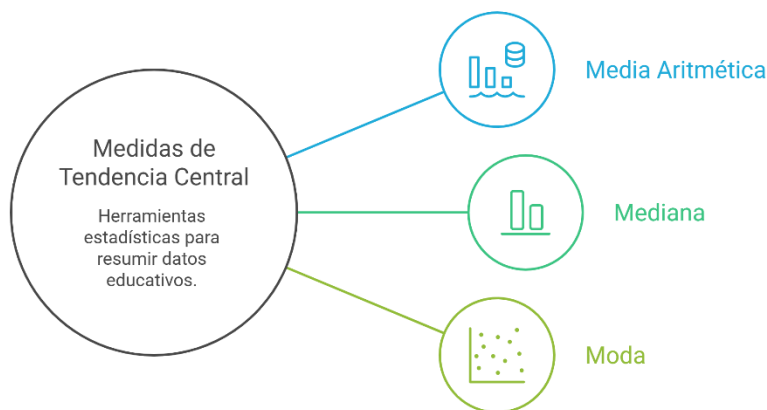 Medidas de
Tendencia Central
Herramientas
estadísticas para
resumir datos
educativos.
Media Aritmética
Mediana
Moda